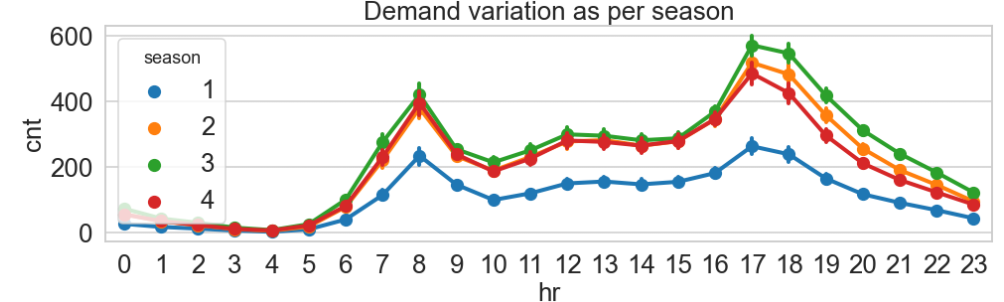 Demand variation as per season
600
400
200
0
cnt
season
1
2
3
4
0 1 2 3 4 5 6 7 8 9 10 11 12 13 14 15 16 17 18 19 20 21 22 23
hr